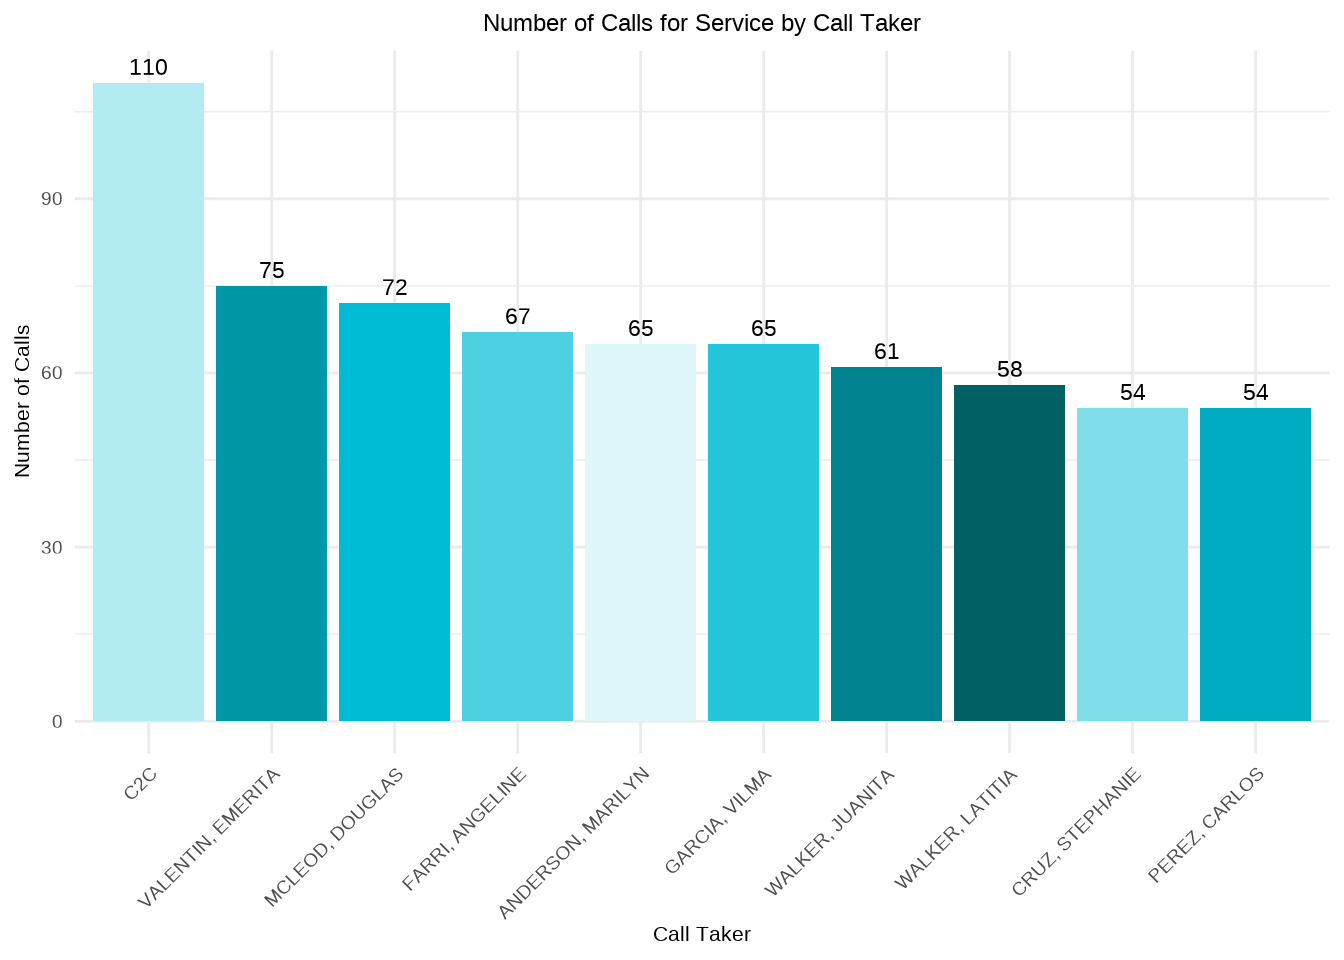 Number of Calls for Service by Call Taker
110
75
72
67
65
65
61
58
54
54
90
60
30
0
Number of Calls
C2C
VALENTIN, EMERITA
MCLEOD, DOUGLAS
FARRI, ANGELINE
ANDERSON, MARILYN
GARCIA, VILMA
WALKER, JUANITA
WALKER, LATITIA
CRUZ, STEPHANIE
PEREZ, CARLOS
Call Taker